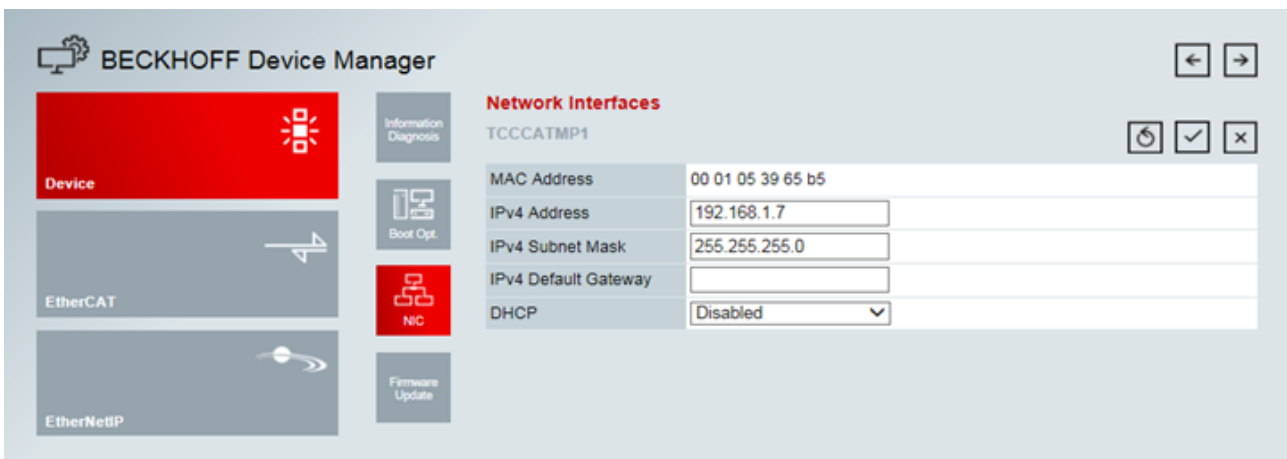 BECKHOFF Device Manager
Device
EtherCAT
EtherNetIP
Information
Diagnosis
Boot Opt.
NIC
Firmware
Update
Network Interfaces
TCCCATMP1
MAC Address 00 01 05 39 65 b5
IPv4 Address 192.168.1.7
IPv4 Subnet Mask 255.255.255.0
IPv4 Default Gateway
DHCP Disabled